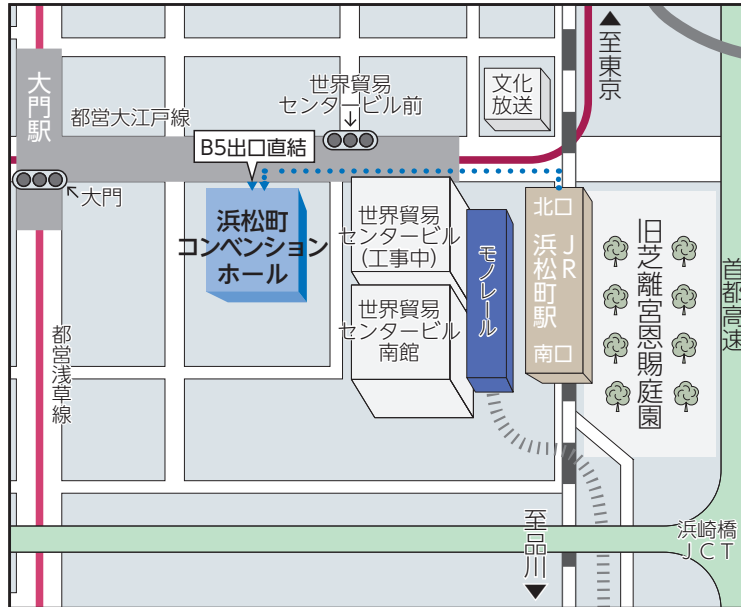 至東京
文化
放送
世界貿易
センタービル前
大門駅
都営大江戸線
B5出口直結
大門
浜松町
コンベンション
ホール
世界貿易
センタービル
(工事中)
世界貿易
センタービル
南館
モノレール
北口
JR
浜松町駅
南口
旧芝離宮恩賜庭園
首都高速
都営浅草線
至品川
浜崎橋
JCT